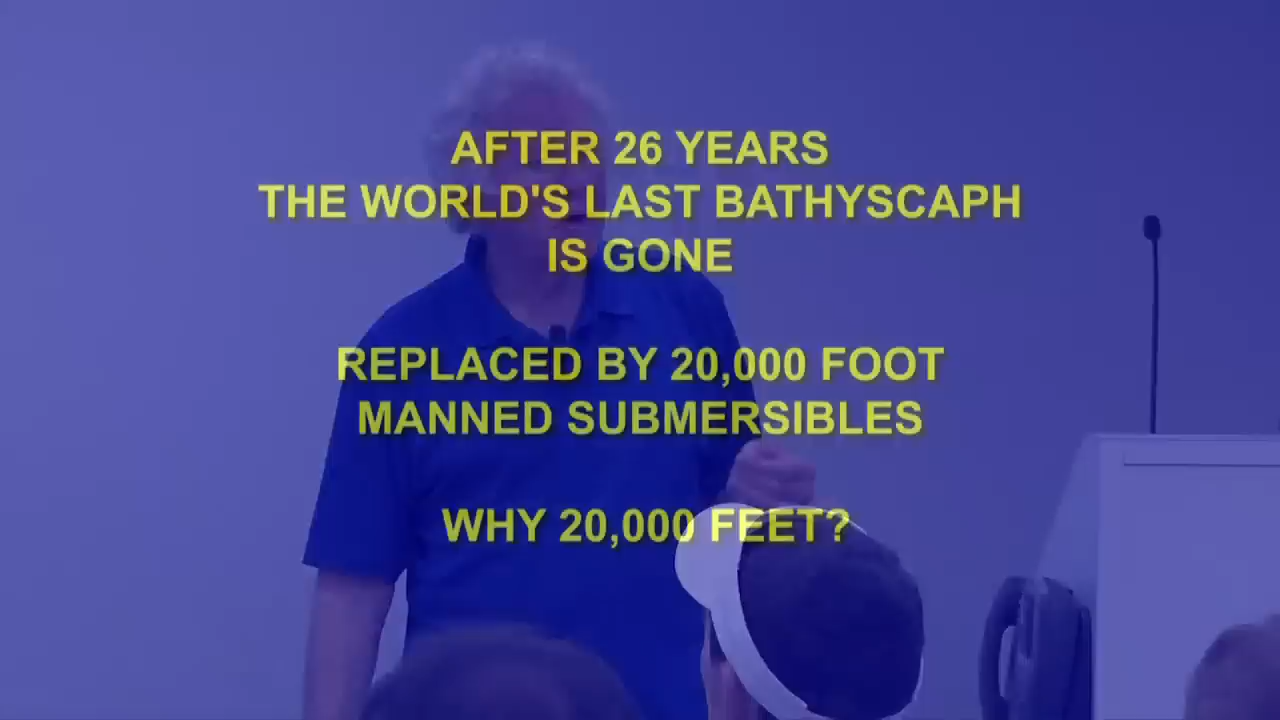 AFTER 26 YEARS
THE WORLD'S LAST BATHYSCAPH
IS GONE
REPLACED BY 20,000 FOOT
MANNED SUBMERSIBLES
WHY 20,000 FEET?